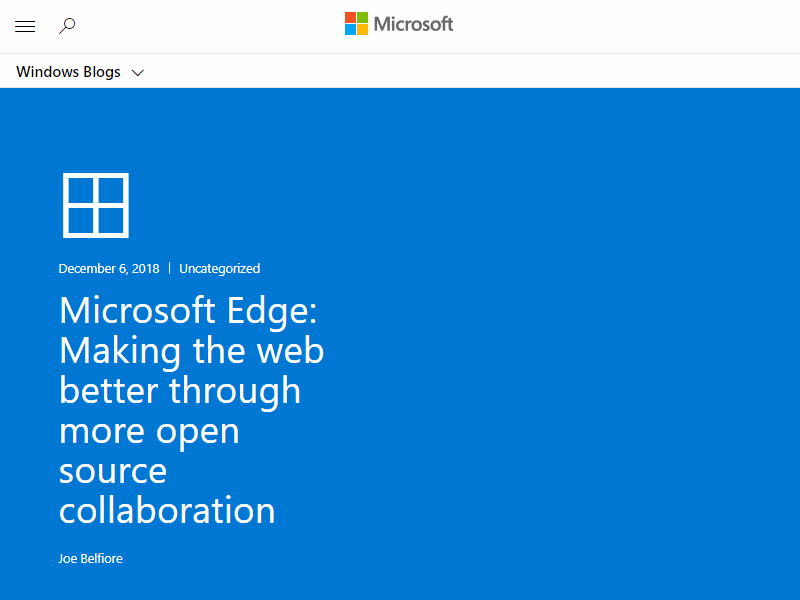 Microsoft
Windows Blogs
December 6, 2018 | Uncategorized
Microsoft Edge:
Making the web
better through
more open
source
collaboration
Joe Belfiore